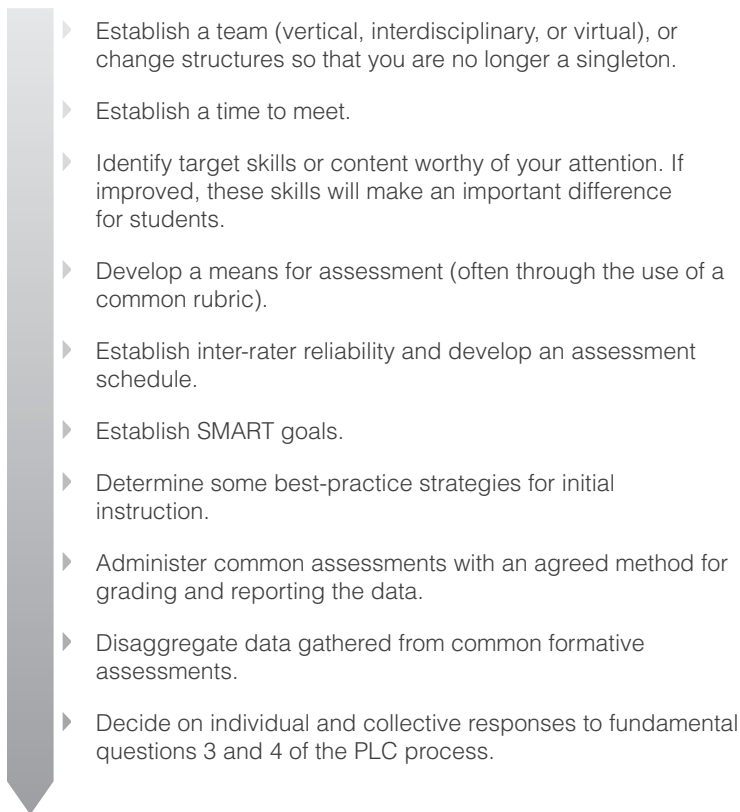 Establish a team (vertical, interdisciplinary, or virtual), or
change structures so that you are no longer a singleton.
Establish a time to meet.
Identify target skills or content worthy of your attention. If
improved, these skills will make an important difference
for students.
Develop a means for assessment (often through the use of a
common rubric).
Establish inter-rater reliability and develop an assessment
schedule.
Establish SMART goals.
Determine some best-practice strategies for initial
instruction.
Administer common assessments with an agreed method for
grading and reporting the data.
Disaggregate data gathered from common formative
assessments.
Decide on individual and collective responses to fundamental
questions 3 and 4 of the PLC process.